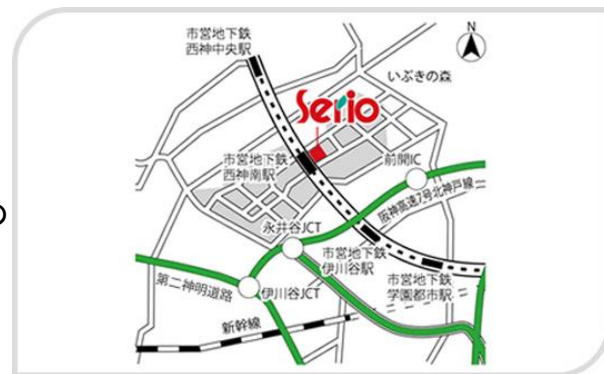 N
市営地下鉄
西神中央駅
いぶきの森
Serio
市営地下鉄
西神南駅
前開IC
阪神高速7号北神戸線
永井谷JCT
市営地下鉄
伊川谷駅
市営地下鉄
学園都市駅
第二神明道路
伊川谷JCT
新幹線